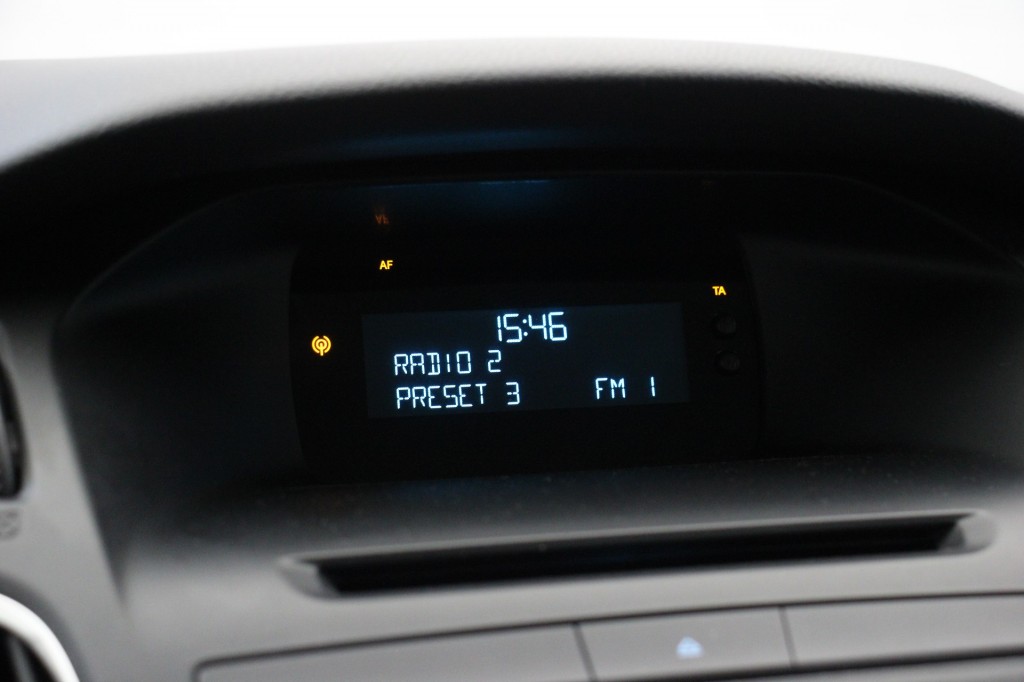 AF
TA
15:46
RADIO 2
PRESET 3 FM 1